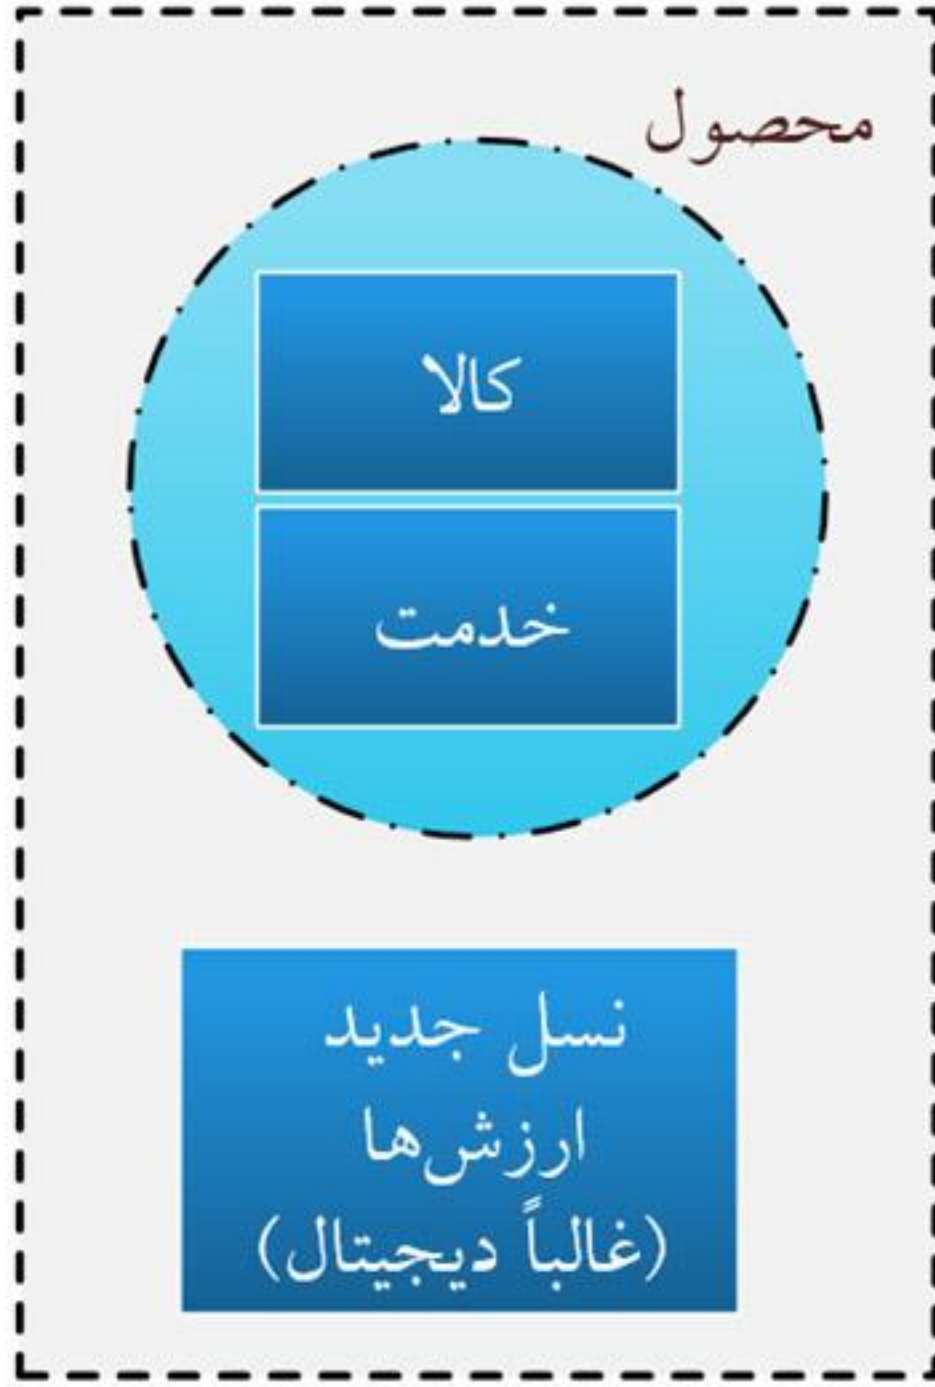 محصول
کالا
خدمت
نسل جدید
ارزش‌ها
(غالباً دیجیتال)